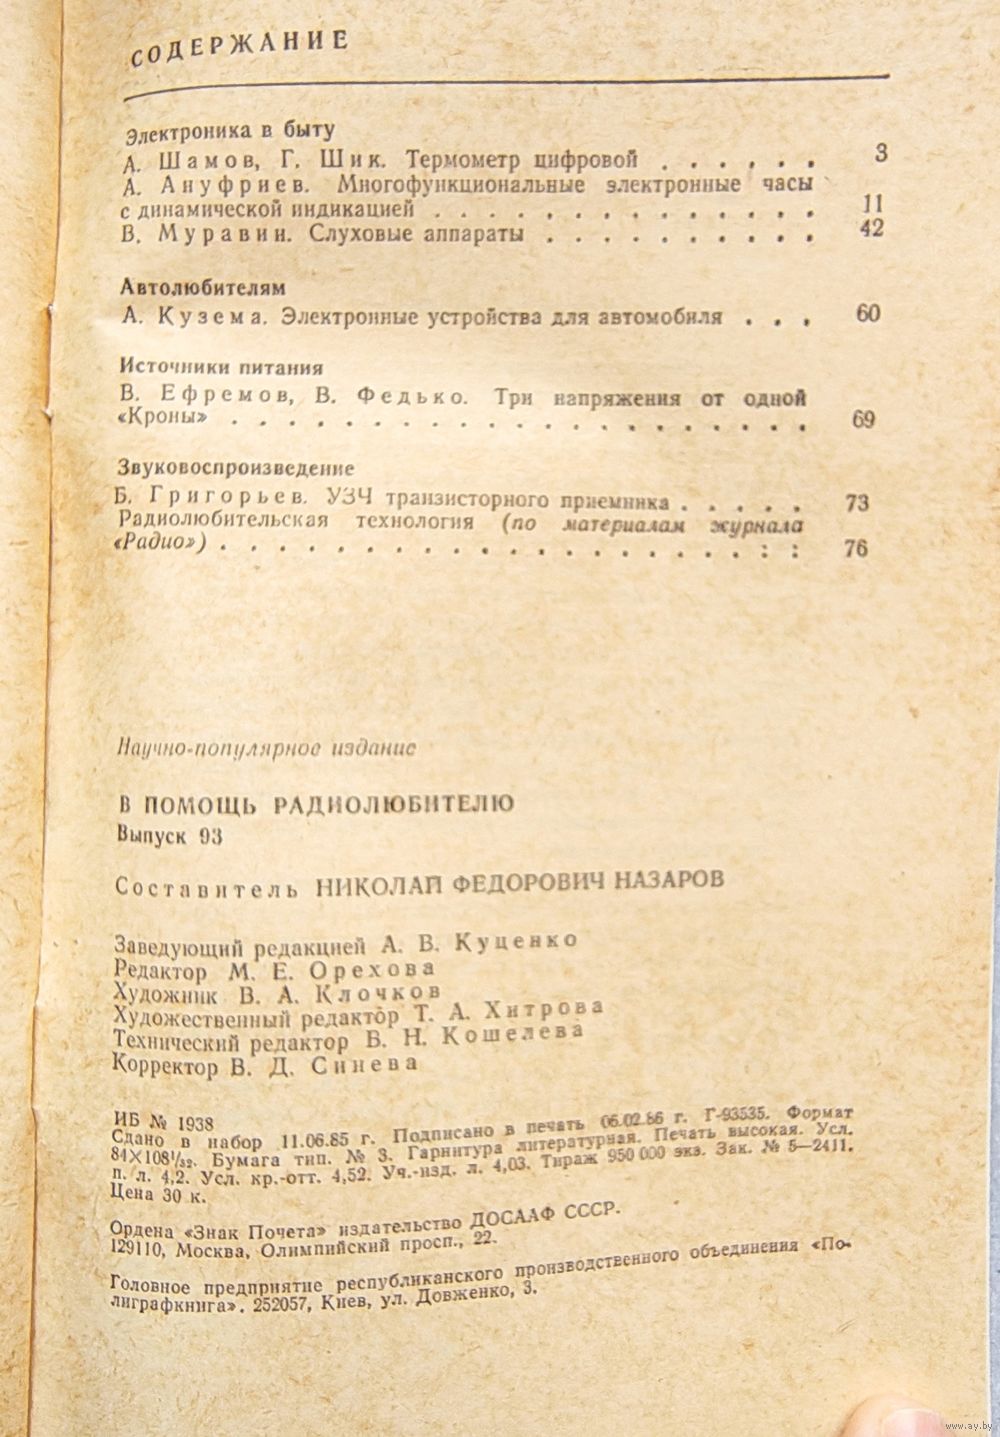 СОДЕРЖАНИЕ
Электроника в быту
А. Шамов, Г. Шик. Термометр цифровой . . . . . . 3
А. Ануфриев. Многофункциональные электронные часы
с динамической индикацией . . . . . . . . . . . . . . 11
В. Муравин. Слуховые аппараты . . . . . . . . . . 42
Автолюбителям
А. Кузема. Электронные устройства для автомобиля . . . 60
Источники питания
В. Ефремов, В. Федько. Три напряжения от одной
«Кроны» . . . . . . . . . . . . . . . . . . . . . 69
Звуковоспроизведение
Б. Григорьев. УЗЧ транзисторного приемника . . . . . 73
Радиолюбительская технология (по материалам журнала
«Радио») . . . . . . . . . . . . . . . . . . . : : 76
Научно-популярное издание
В ПОМОЩЬ РАДИОЛЮБИТЕЛЮ
Выпуск 93
Составитель НИКОЛАЙ ФЕДОРОВИЧ НАЗАРОВ
Заведующий редакцией А. В. Куценко
Редактор М. Е. Орехова
Художник В. А. Клочков
Художественный редактор Т. А. Хитрова
Технический редактор В. Н. Кошелева
Корректор В. Д. Синева
ИБ № 1938
Сдано в набор 11.06.85 г. Подписано в печать 06.02.86 г. Г-93535. Формат
84×108¹/₃₂. Бумага тип. № 3. Гарнитура литературная. Печать высокая. Усл.
п. л. 4,2. Усл. кр.-отт. 4,52. Уч.-изд. л. 4,03. Тираж 950 000 экз. Зак. № 5—2411.
Цена 30 к.
Ордена «Знак Почета» издательство ДОСААФ СССР.
129110, Москва, Олимпийский просп., 22.
Головное предприятие республиканского производственного объединения «По-
лиграфкнига». 252057, Киев, ул. Довженко, 3.
www.ay.by